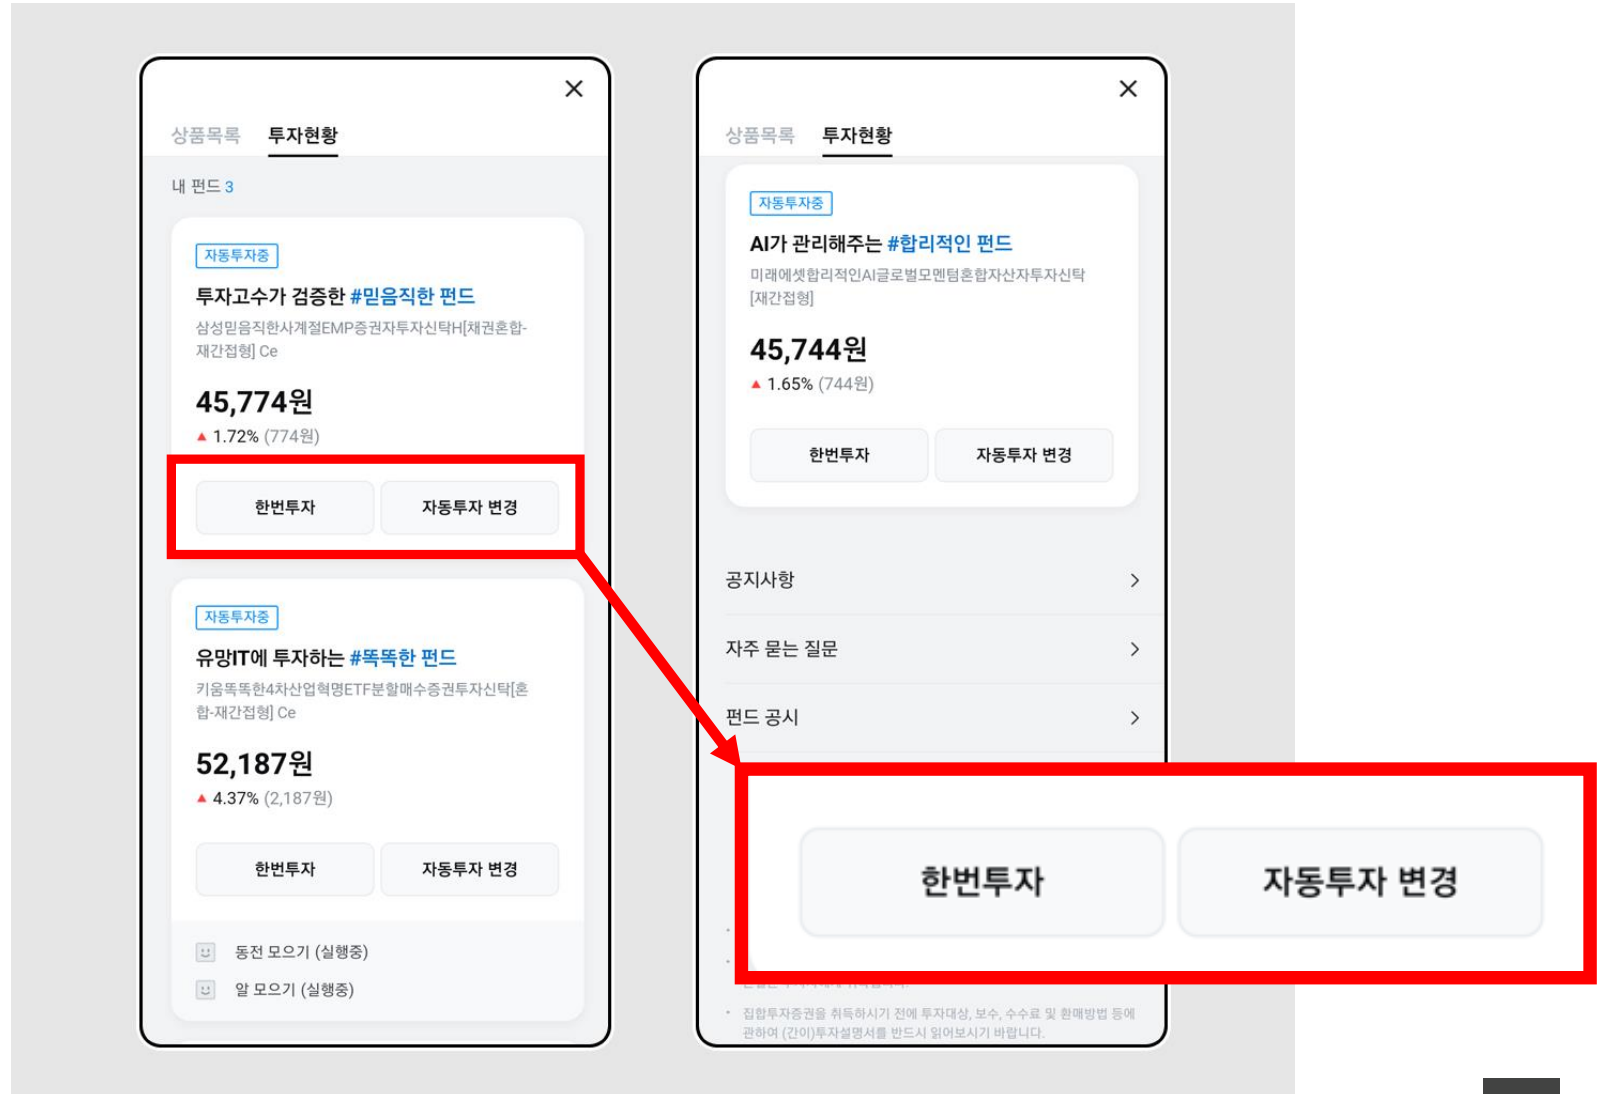 상품목록 투자현황
내 펀드 3
자동투자중
투자고수가 검증한 #믿음직한 펀드
삼성믿음직한사계절EMP증권자투자신탁H[채권혼합-
재간접형] Ce
45,774원
▲ 1.72% (774원)
한번투자 자동투자 변경
자동투자중
유망IT에 투자하는 #똑똑한 펀드
키움똑똑한4차산업혁명ETF분할매수증권투자신탁[혼
합-재간접형] Ce
52,187원
▲ 4.37% (2,187원)
한번투자 자동투자 변경
동전 모으기 (실행중)
알 모으기 (실행중)
상품목록 투자현황
자동투자중
AI가 관리해주는 #합리적인 펀드
미래에셋합리적인AI글로벌모멘텀혼합자산자투자신탁
[재간접형]
45,744원
▲ 1.65% (744원)
한번투자 자동투자 변경
공지사항
자주 묻는 질문
펀드 공시
한번투자 자동투자 변경
• 집합투자증권을 취득하시기 전에 투자대상, 보수, 수수료 및 환매방법 등에
관하여 (간이)투자설명서를 반드시 읽어보시기 바랍니다.